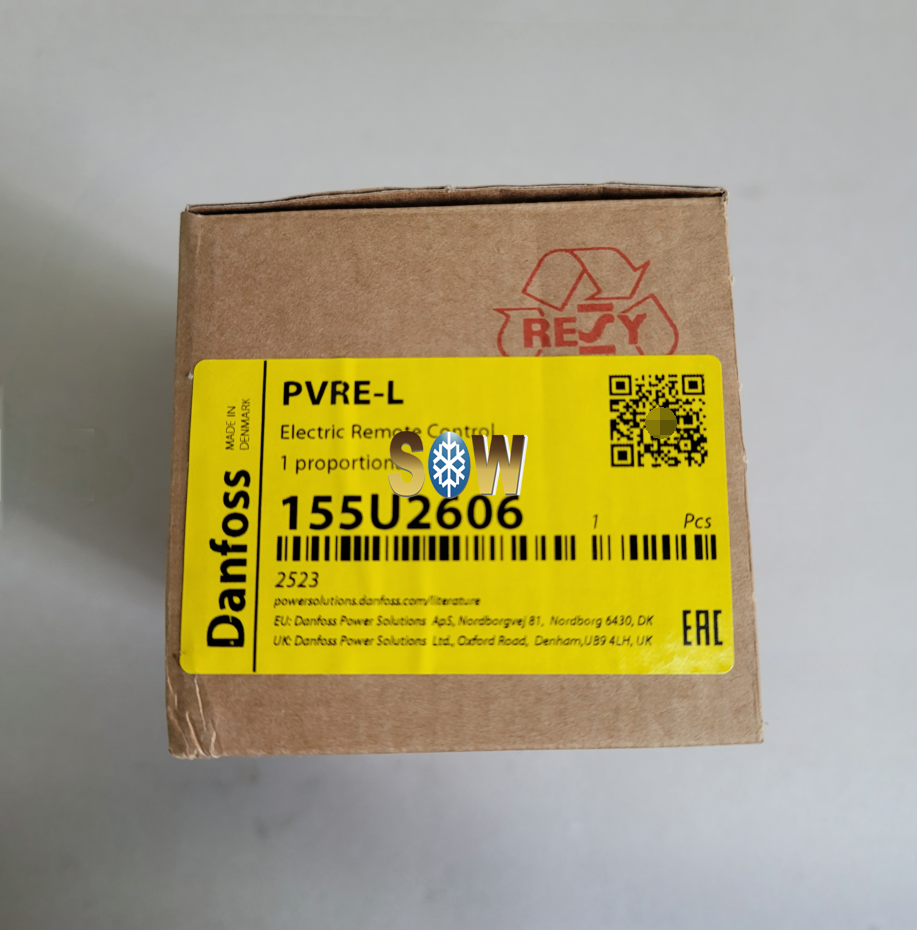 RESY
PVRE-L
Electric Remote Control
1 proportional
SOW
155U2606
1 Pcs
2523
powersolutions.danfoss.com/literature
EU: Danfoss Power Solutions ApS, Nordborgvej 81, Nordborg 6430, DK
UK: Danfoss Power Solutions Ltd., Oxford Road, Denham,UB9 4LH, UK
EAC
MADE IN
DENMARK
Danfoss